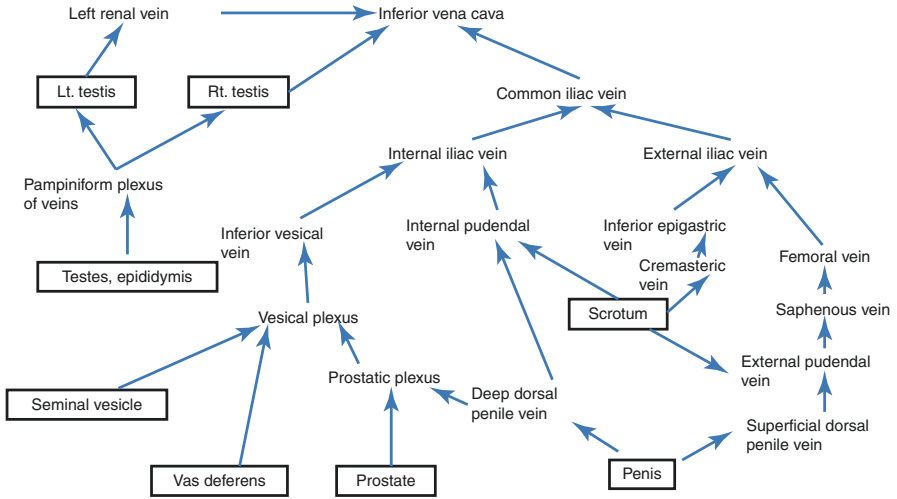 Left renal vein
Inferior vena cava
Lt. testis
Rt. testis
Common iliac vein
Internal iliac vein
External iliac vein
Pampiniform plexus
of veins
Inferior vesical
vein
Internal pudendal
vein
Inferior epigastric
vein
Cremasteric
vein
Femoral vein
Testes, epididymis
Scrotum
Saphenous vein
Vesical plexus
External pudendal
vein
Prostatic plexus
Deep dorsal
penile vein
Seminal vesicle
Superficial dorsal
penile vein
Vas deferens
Prostate
Penis